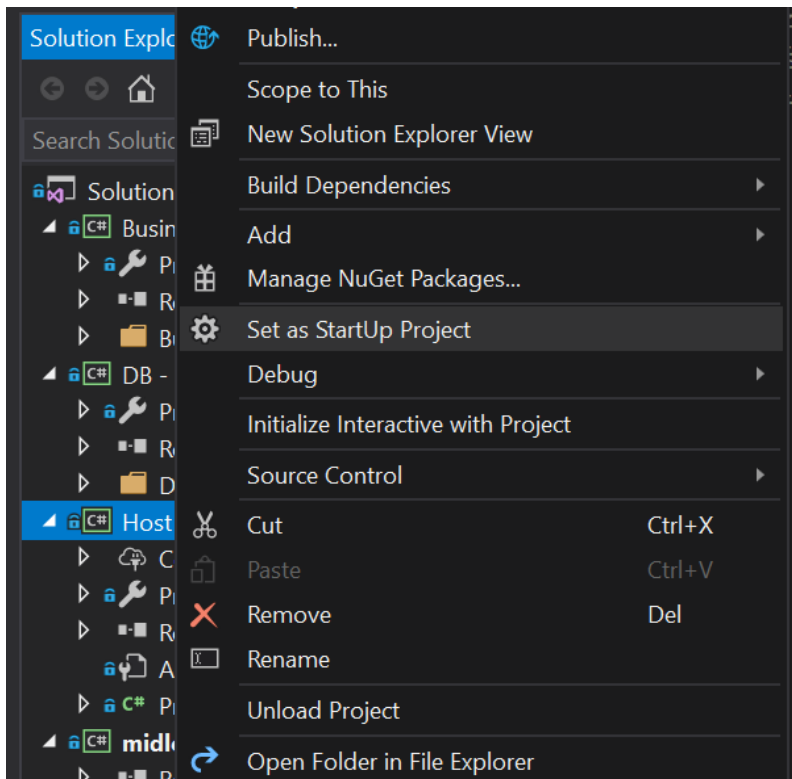 Solution Explo
Publish...
Scope to This
Search Solutio
New Solution Explorer View
Solution
Build Dependencies
C# Busin
Add
Manage NuGet Packages...
Set as StartUp Project
C# DB -
Debug
Initialize Interactive with Project
Source Control
C# Host
Cut Ctrl+X
Paste Ctrl+V
Remove Del
Rename
C# P
Unload Project
C# midl
Open Folder in File Explorer